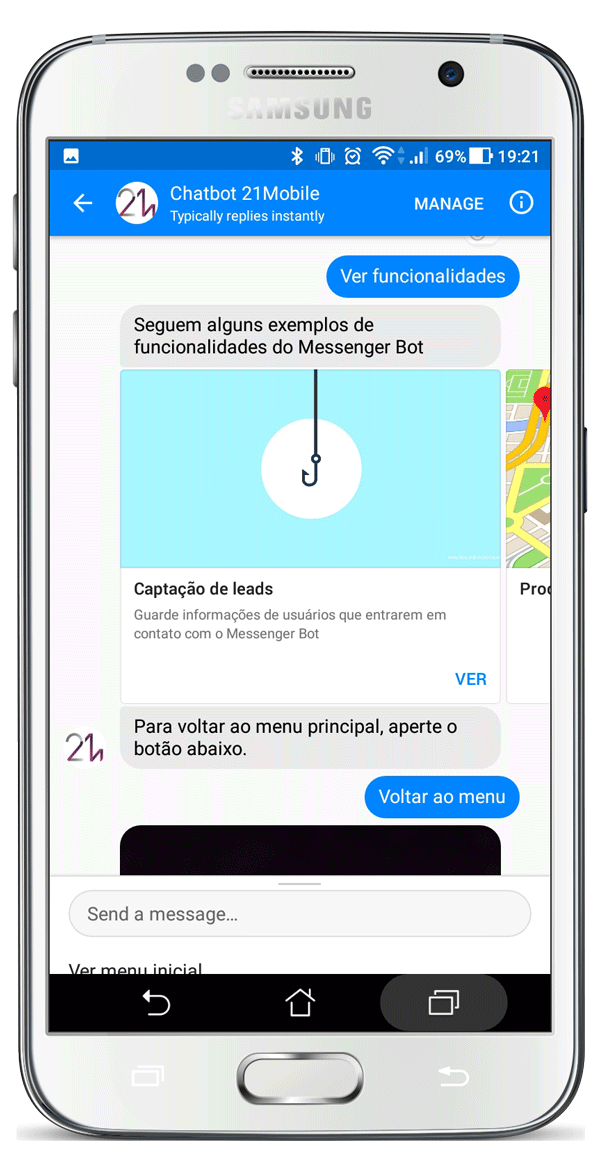 SAMSUNG
69% 19:21
21h
Chatbot 21Mobile
Typically replies instantly
MANAGE
Ver funcionalidades
Seguem alguns exemplos de
funcionalidades do Messenger Bot
Captação de leads
Guarde informações de usuários que entrarem em
contato com o Messenger Bot
VER
Para voltar ao menu principal, aperte o
botão abaixo.
21h
Voltar ao menu
Send a message...
Ver menu inicial